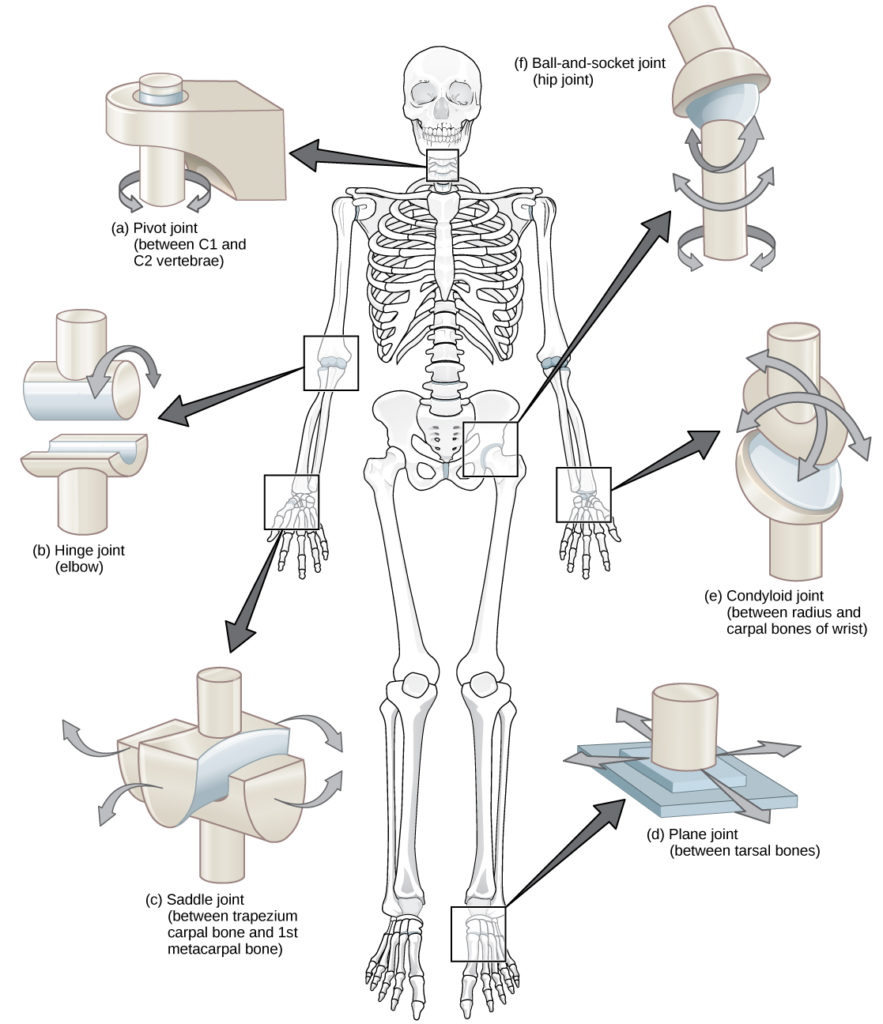 (a) Pivot joint
(between C1 and
C2 vertebrae)
(b) Hinge joint
(elbow)
(c) Saddle joint
(between trapezium
carpal bone and 1st
metacarpal bone)
(d) Plane joint
(between tarsal bones)
(e) Condyloid joint
(between radius and
carpal bones of wrist)
(f) Ball-and-socket joint
(hip joint)